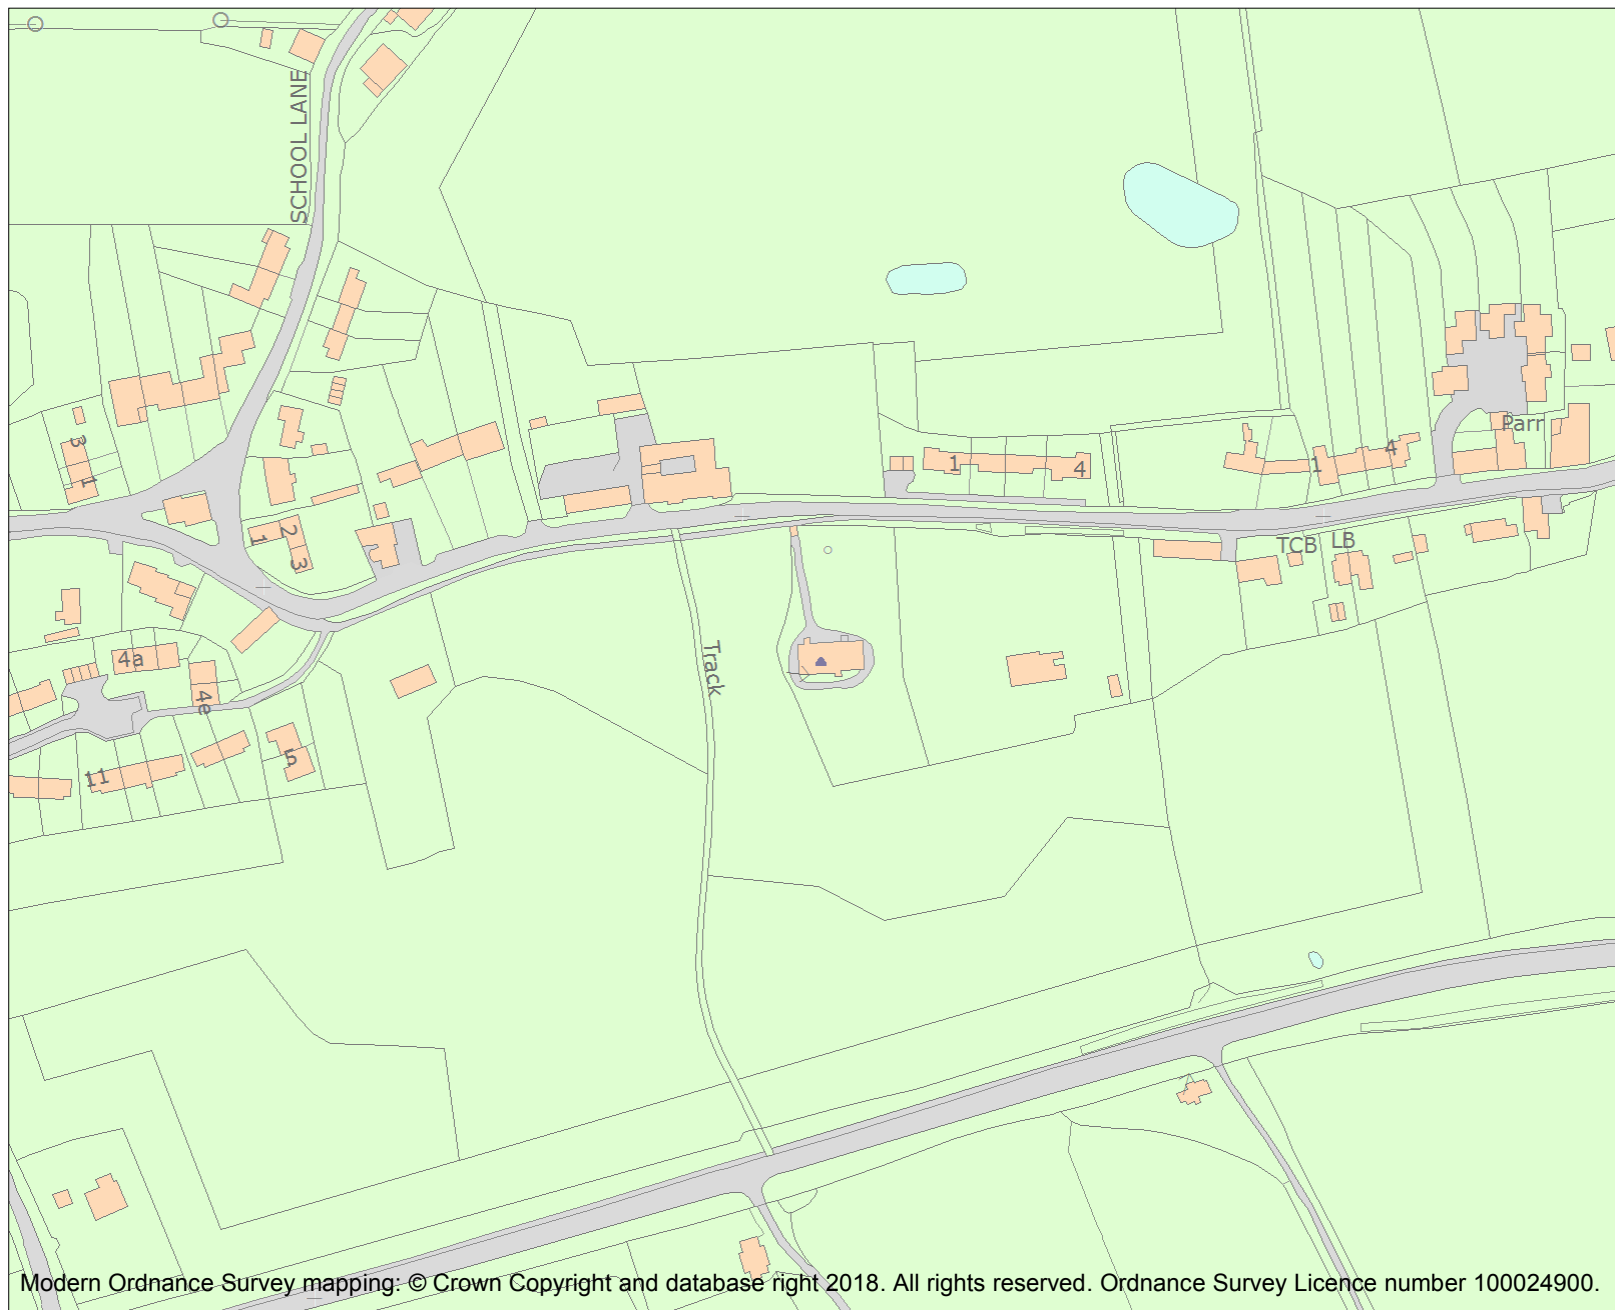 SCHOOL LANE
3
1
1
2
3
1
4
1
4
Parr
TCB
LB
4a
4e
Track
5
11
Modern Ordnance Survey mapping: © Crown Copyright and database right 2018. All rights reserved. Ordnance Survey Licence number 100024900.